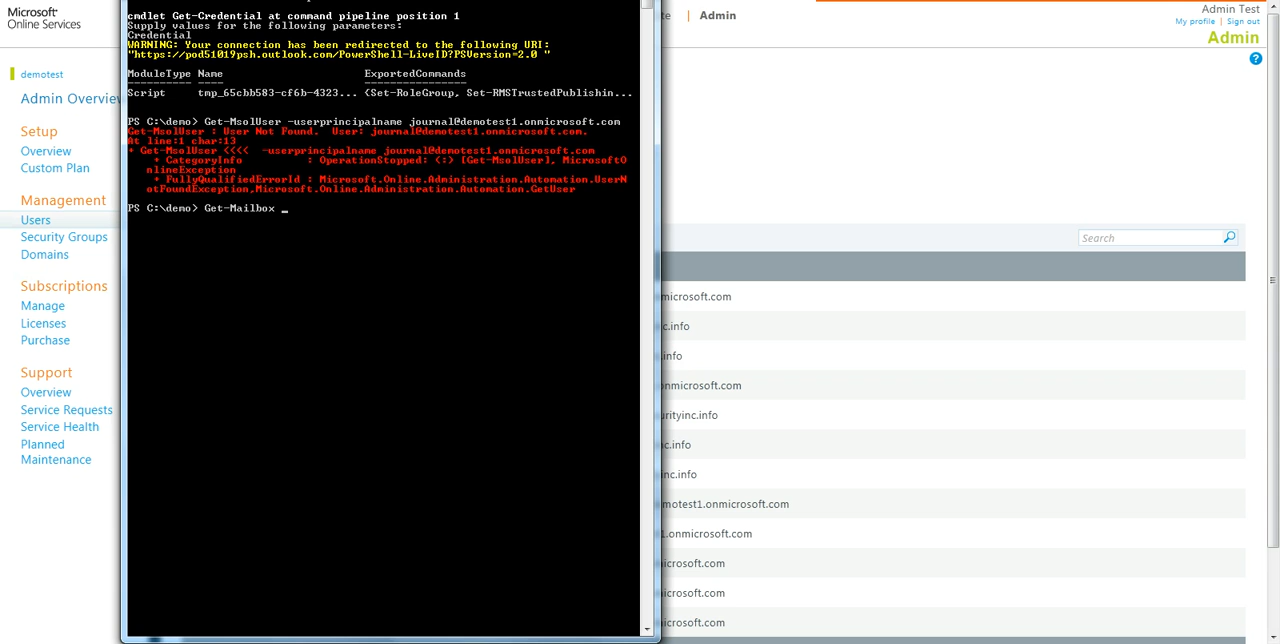 Microsoft
Online Services
te | Admin
Admin Test
My profile | Sign out
Admin
demotest
Admin Overvie
Setup
Overview
Custom Plan
Management
Users
Security Groups
Domains
Subscriptions
Manage
Licenses
Purchase
Support
Overview
Service Requests
Service Health
Planned
Maintenance
cmdlet Get-Credential at command pipeline position 1
Supply values for the following parameters:
Credential
WARNING: Your connection has been redirected to the following URI:
"https://pod51019psh.outlook.com/PowerShell-LiveID?PSVersion=2.0 "
ModuleType Name ExportedCommands
---------- ---- ----------------
Script tmp_65cbb583-cf6b-4323... {Set-RoleGroup, Set-RMSTrustedPublishin...
PS C:\demo> Get-MsolUser -userprincipalname journal@demotest1.onmicrosoft.com
Get-MsolUser : User Not Found. User: journal@demotest1.onmicrosoft.com.
At line:1 char:13
+ Get-MsolUser <<<< -userprincipalname journal@demotest1.onmicrosoft.com
+ CategoryInfo : OperationStopped: (:) [Get-MsolUser], MicrosoftO
nlineException
+ FullyQualifiedErrorId : Microsoft.Online.Administration.Automation.UserN
otFoundException,Microsoft.Online.Administration.Automation.GetUser
PS C:\demo> Get-Mailbox _
Search
microsoft.com
c.info
.info
onmicrosoft.com
urityinc.info
c.info
inc.info
motest1.onmicrosoft.com
1.onmicrosoft.com
icrosoft.com
icrosoft.com
icrosoft.com